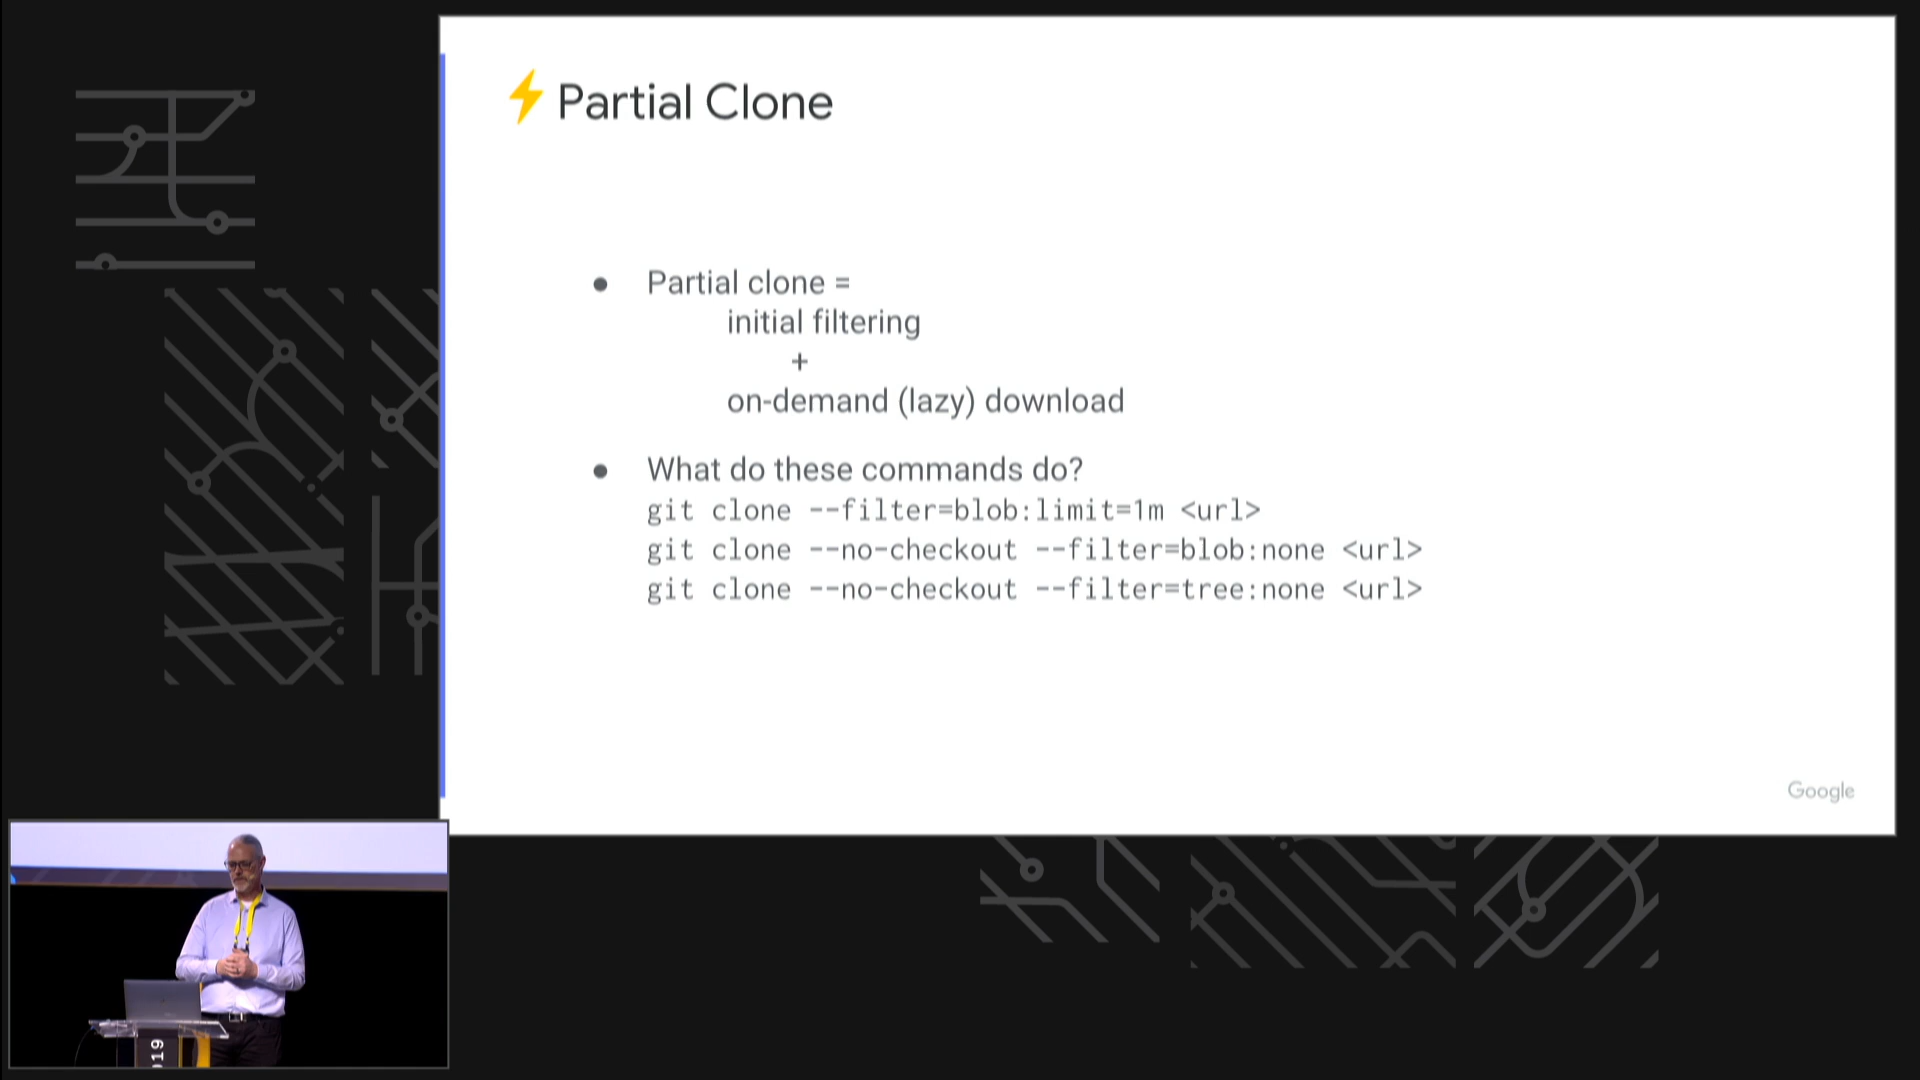 Partial Clone
● Partial clone =
initial filtering
+
on-demand (lazy) download
● What do these commands do?
git clone --filter=blob:limit=1m <url>
git clone --no-checkout --filter=blob:none <url>
git clone --no-checkout --filter=tree:none <url>
Google
019